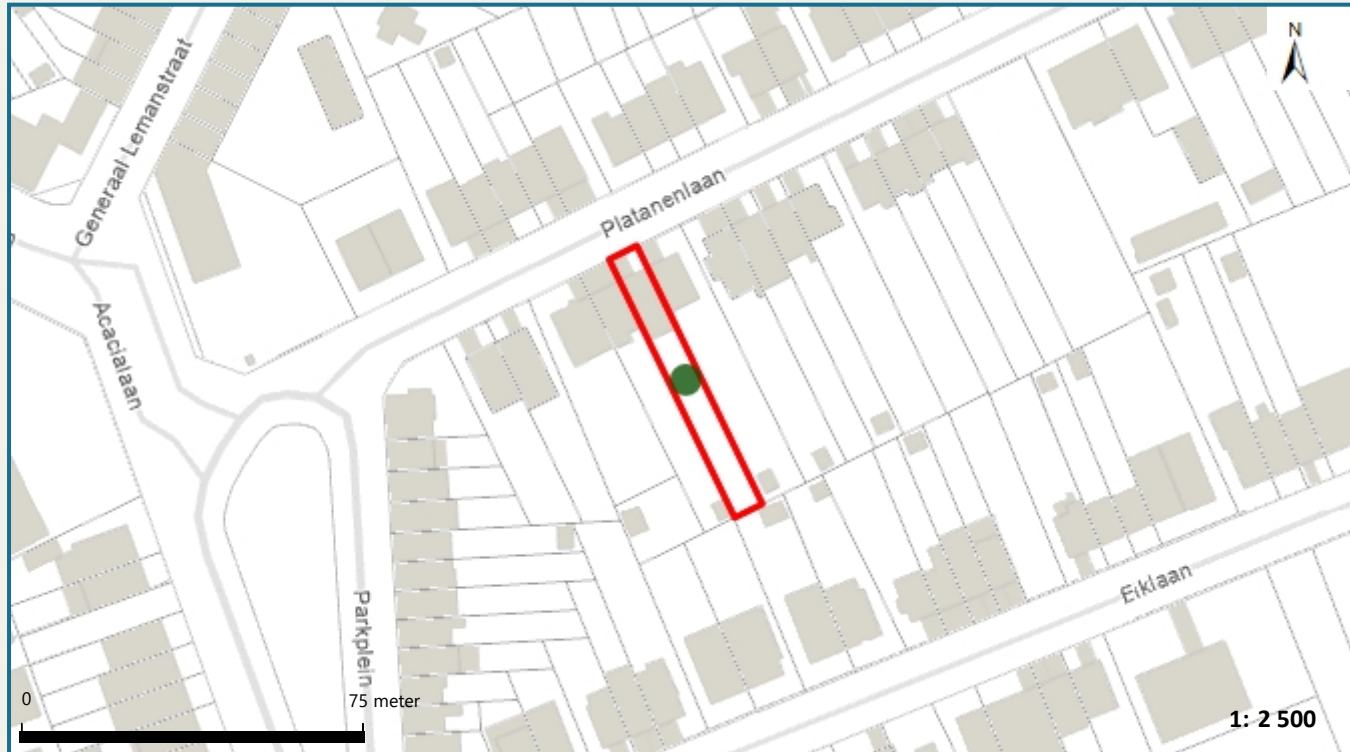 N
Generaal Lemanstraat
Platanenlaan
Acacialaan
Parkplein
Eiklaan
0
75 meter
1: 2 500